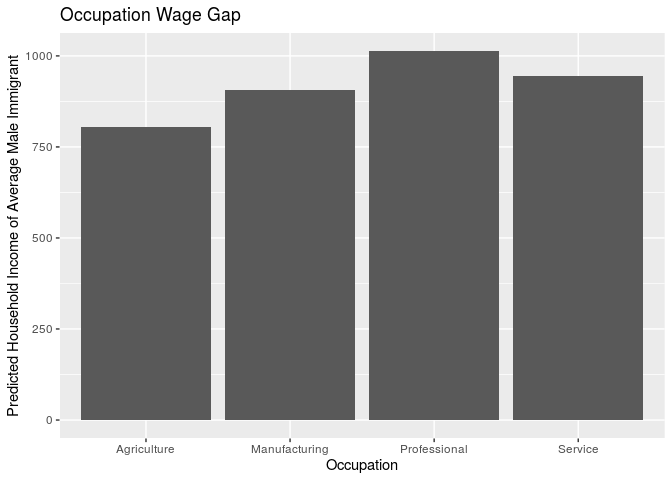 Occupation Wage Gap
Predicted Household Income of Average Male Immigrant
1000
750
500
250
0
Agriculture
Manufacturing
Professional
Service
Occupation